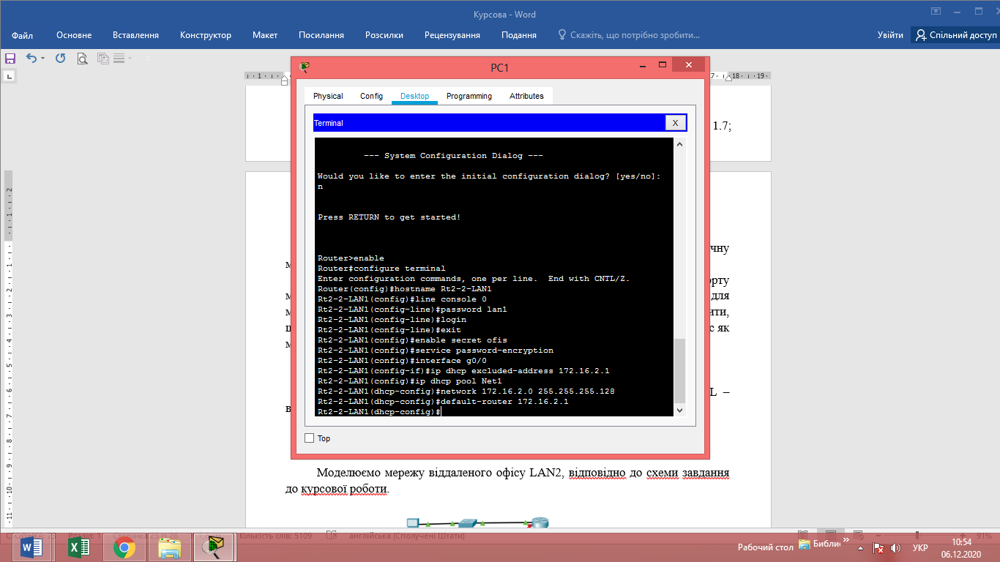 Курсова - Word
Файл Основне Вставлення Конструктор Макет Посилання Розсилки Рецензування Подання Скажіть, що потрібно зробити... Увійти Спільний доступ
PC1
Physical Config Desktop Programming Attributes
Terminal X
--- System Configuration Dialog ---
Would you like to enter the initial configuration dialog? [yes/no]:
n
Press RETURN to get started!
Router>enable
Router#configure terminal
Enter configuration commands, one per line.  End with CNTL/Z.
Router(config)#hostname Rt2-2-LAN1
Rt2-2-LAN1(config)#line console 0
Rt2-2-LAN1(config-line)#password lan1
Rt2-2-LAN1(config-line)#login
Rt2-2-LAN1(config-line)#exit
Rt2-2-LAN1(config)#enable secret ofis
Rt2-2-LAN1(config)#service password-encryption
Rt2-2-LAN1(config)#interface g0/0
Rt2-2-LAN1(config-if)#ip dhcp excluded-address 172.16.2.1
Rt2-2-LAN1(config)#ip dhcp pool Net1
Rt2-2-LAN1(dhcp-config)#network 172.16.2.0 255.255.255.128
Rt2-2-LAN1(dhcp-config)#default-router 172.16.2.1
Rt2-2-LAN1(dhcp-config)#
Top
1.7;
для
як
Моделюємо мережу віддаленого офісу LAN2, відповідно до схеми завдання
до курсової роботи.
Кількість слів: 5109 англійська (Сполучені Штати) 91%
Рабочий стол Библи » УКР 10:54
06.12.2020